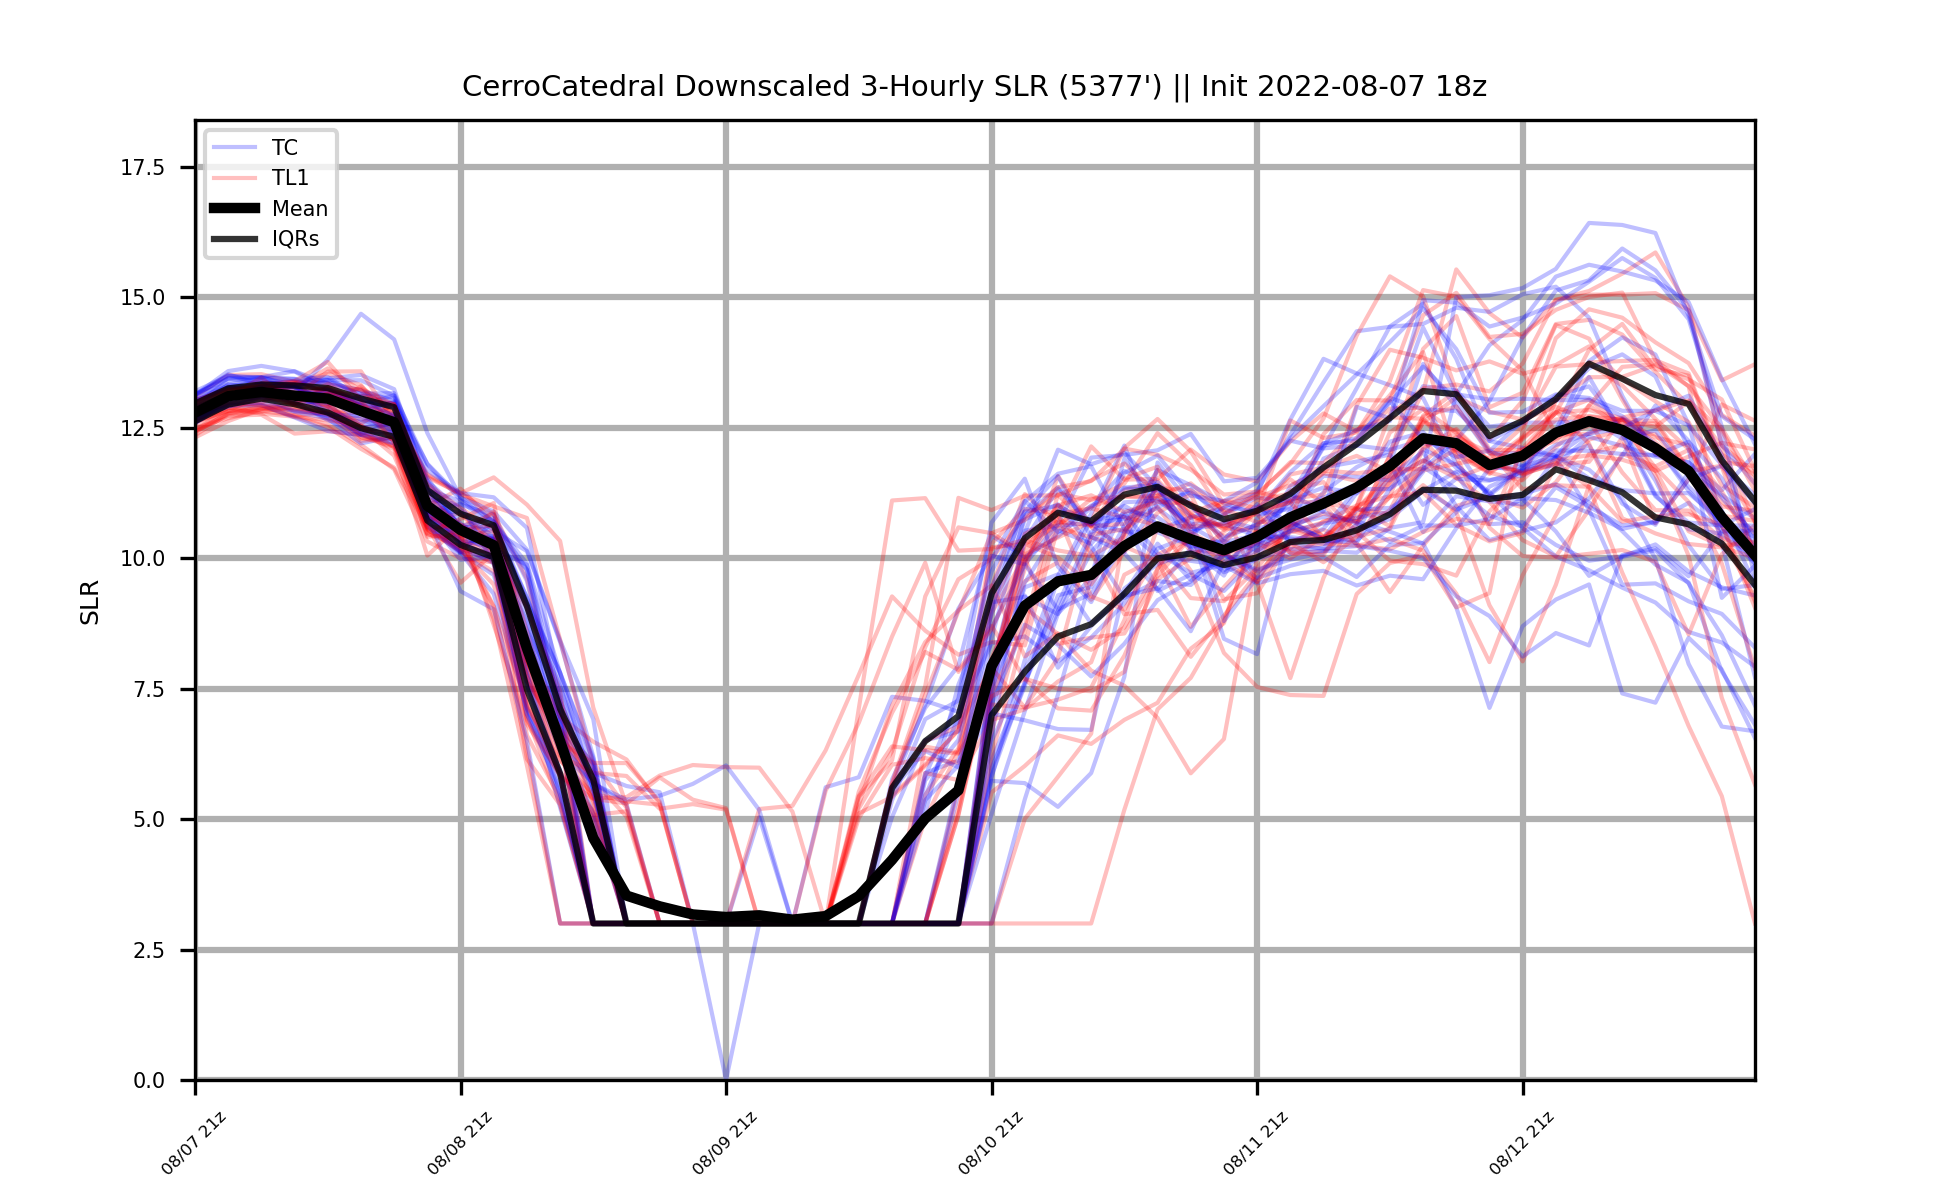 CerroCatedral Downscaled 3-Hourly SLR (5377') || Init 2022-08-07 18z
TC
TL1
Mean
IQRs
17.5
15.0
12.5
10.0
7.5
5.0
2.5
0.0
SLR
08/07 21z
08/08 21z
08/09 21z
08/10 21z
08/11 21z
08/12 21z